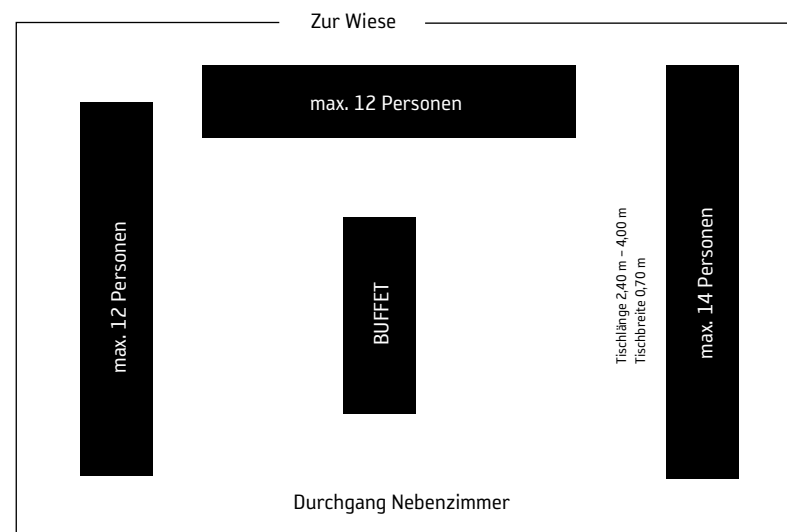 Zur Wiese
max. 12 Personen
max. 12 Personen
BUFFET
Tischlänge 2,40 m – 4,00 m
Tischbreite 0,70 m
max. 14 Personen
Durchgang Nebenzimmer